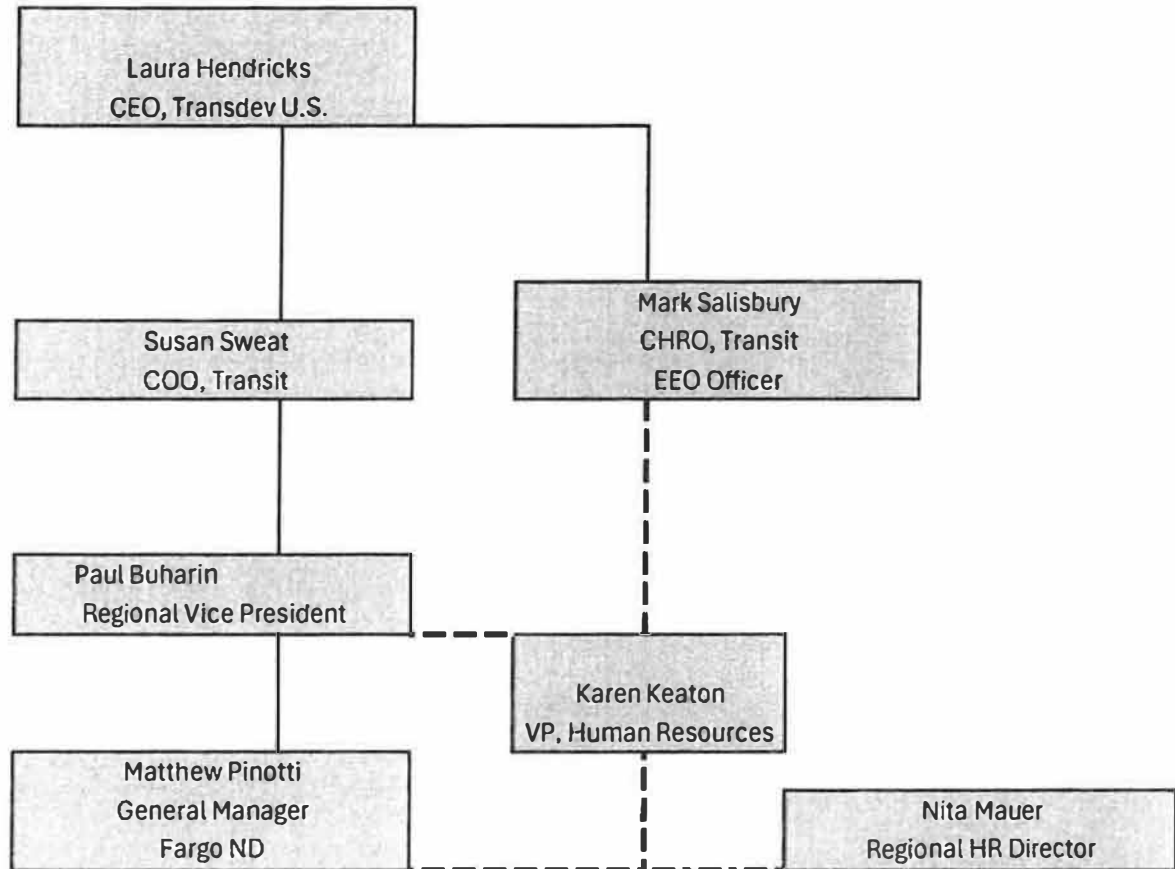 Laura Hendricks
CEO, Transdev U.S.
Mark Salisbury
CHRO, Transit
EEO Officer
Susan Sweat
COO, Transit
Paul Buharin
Regional Vice President
Karen Keaton
VP, Human Resources
Matthew Pinotti
General Manager
Fargo ND
Nita Mauer
Regional HR Director